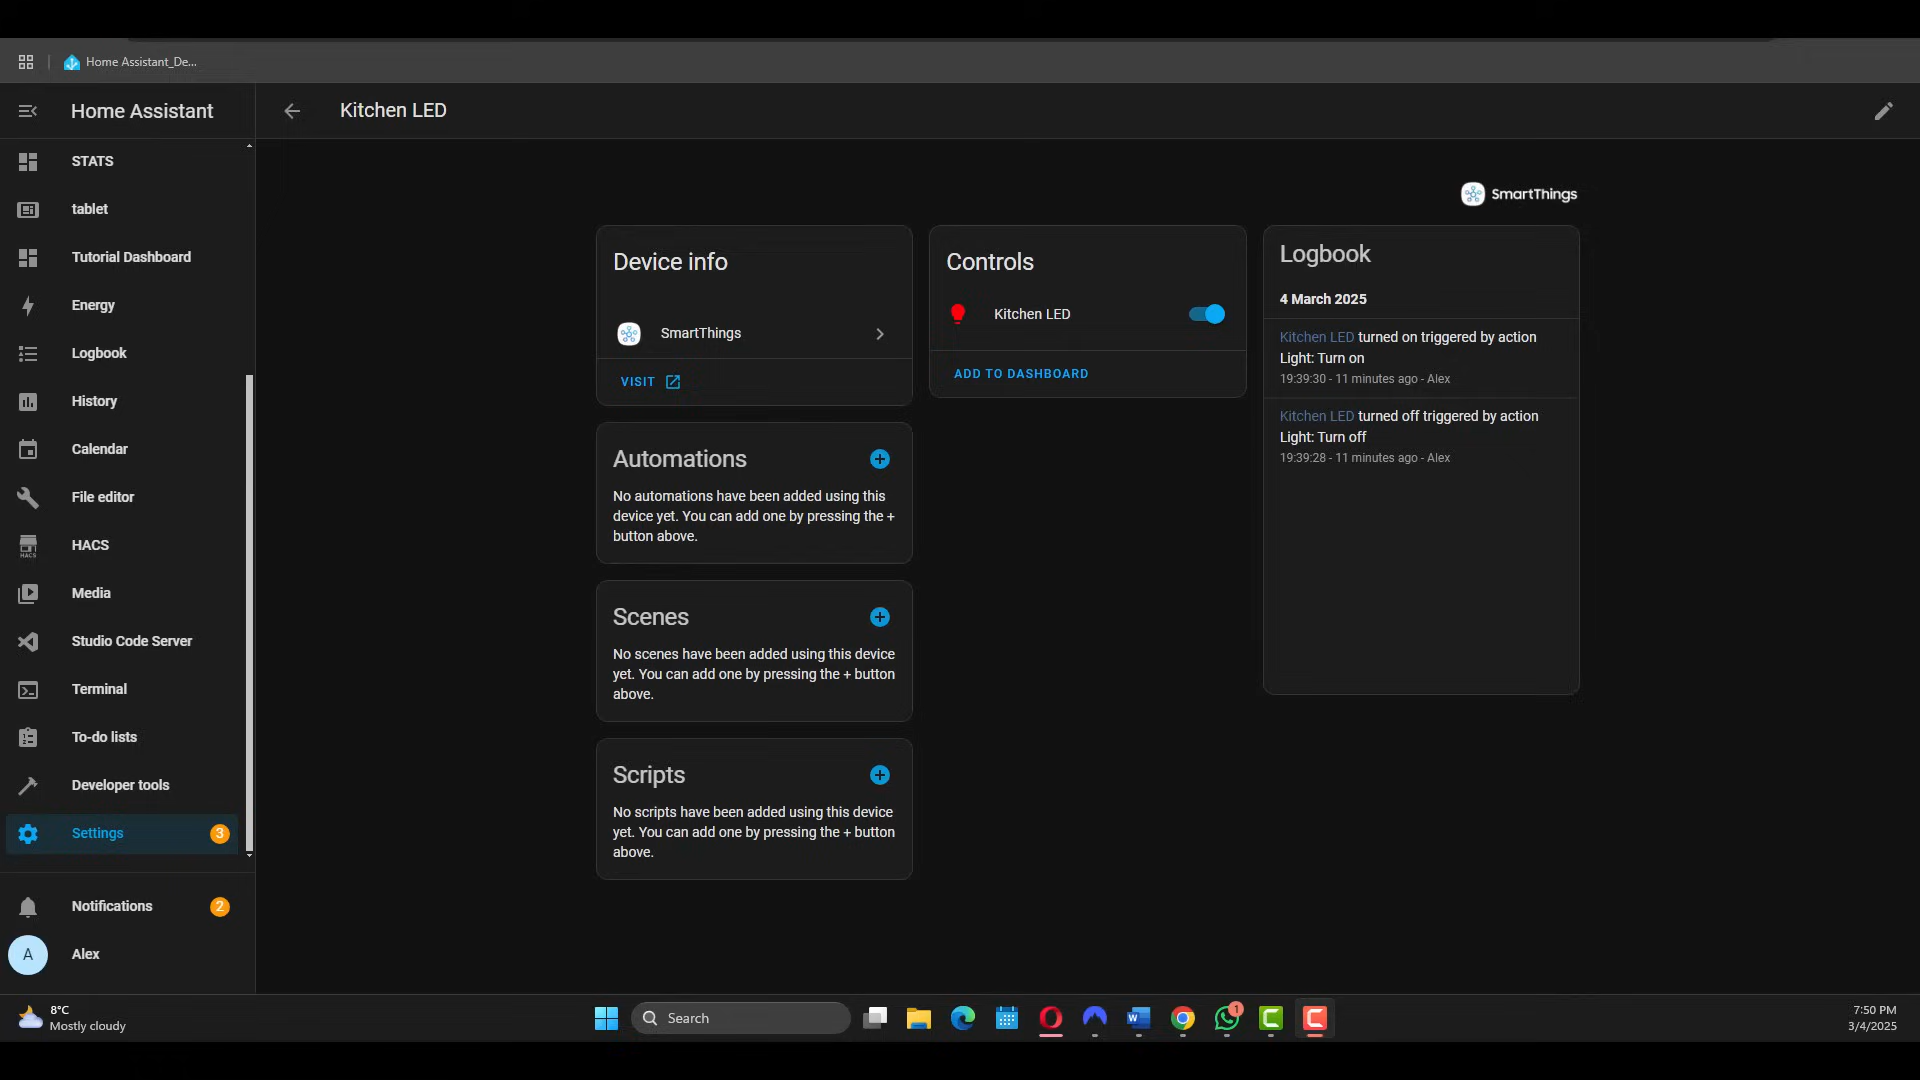 Home Assistant_De...
Home Assistant
Kitchen LED
STATS
tablet
Tutorial Dashboard
Energy
Logbook
History
Calendar
File editor
HACS
HACS
Media
Studio Code Server
Terminal
To-do lists
Developer tools
Settings
3
Notifications
2
A
Alex
SmartThings
Device info
SmartThings
VISIT
Automations
No automations have been added using this
device yet. You can add one by pressing the +
button above.
Scenes
No scenes have been added using this device
yet. You can add one by pressing the + button
above.
Scripts
No scripts have been added using this device
yet. You can add one by pressing the + button
above.
Controls
Kitchen LED
ADD TO DASHBOARD
Logbook
4 March 2025
Kitchen LED turned on triggered by action
Light: Turn on
19:39:30 - 11 minutes ago - Alex
Kitchen LED turned off triggered by action
Light: Turn off
19:39:28 - 11 minutes ago - Alex
8°C
Mostly cloudy
Search
W
1
C
C
7:50 PM
3/4/2025